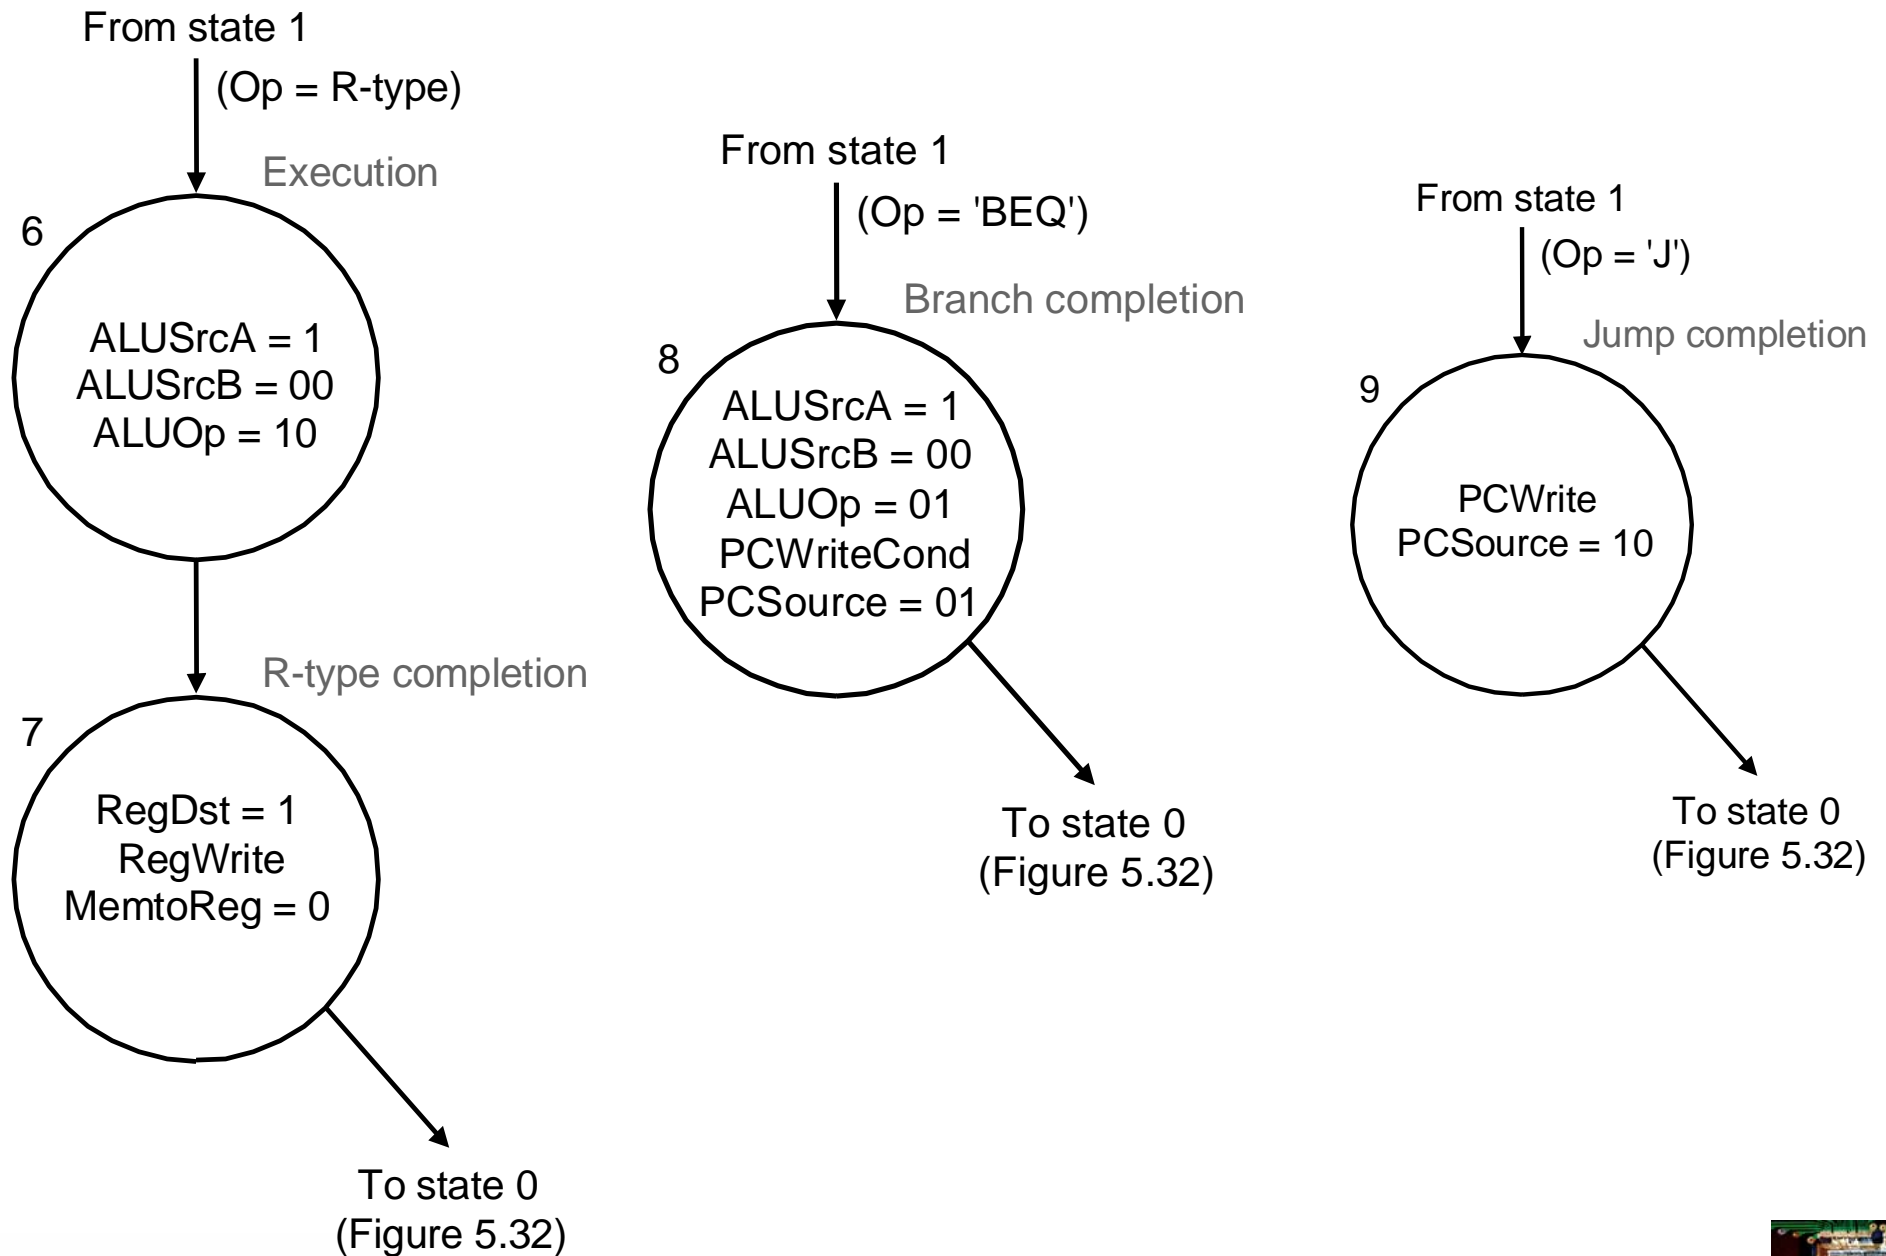 From state 1
(Op = R-type)
Execution
6
ALUSrcA = 1
ALUSrcB = 00
ALUOp = 10
R-type completion
7
RegDst = 1
RegWrite
MemtoReg = 0
To state 0
(Figure 5.32)
From state 1
(Op = 'BEQ')
Branch completion
8
ALUSrcA = 1
ALUSrcB = 00
ALUOp = 01
PCWriteCond
PCSource = 01
To state 0
(Figure 5.32)
From state 1
(Op = 'J')
Jump completion
9
PCWrite
PCSource = 10
To state 0
(Figure 5.32)